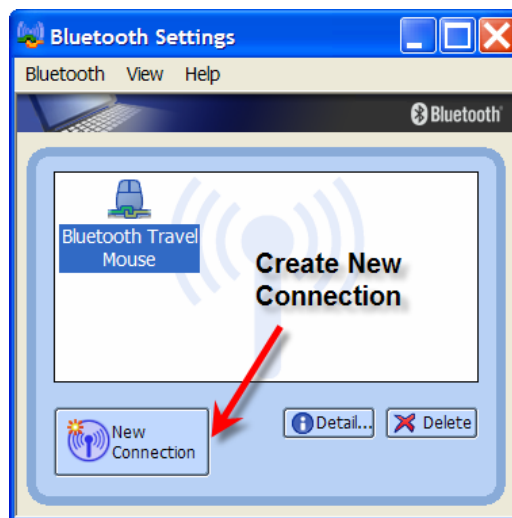 Bluetooth Settings
Bluetooth View Help
Bluetooth
Bluetooth Travel
Mouse
Create New
Connection
New
Connection
Detail...
Delete